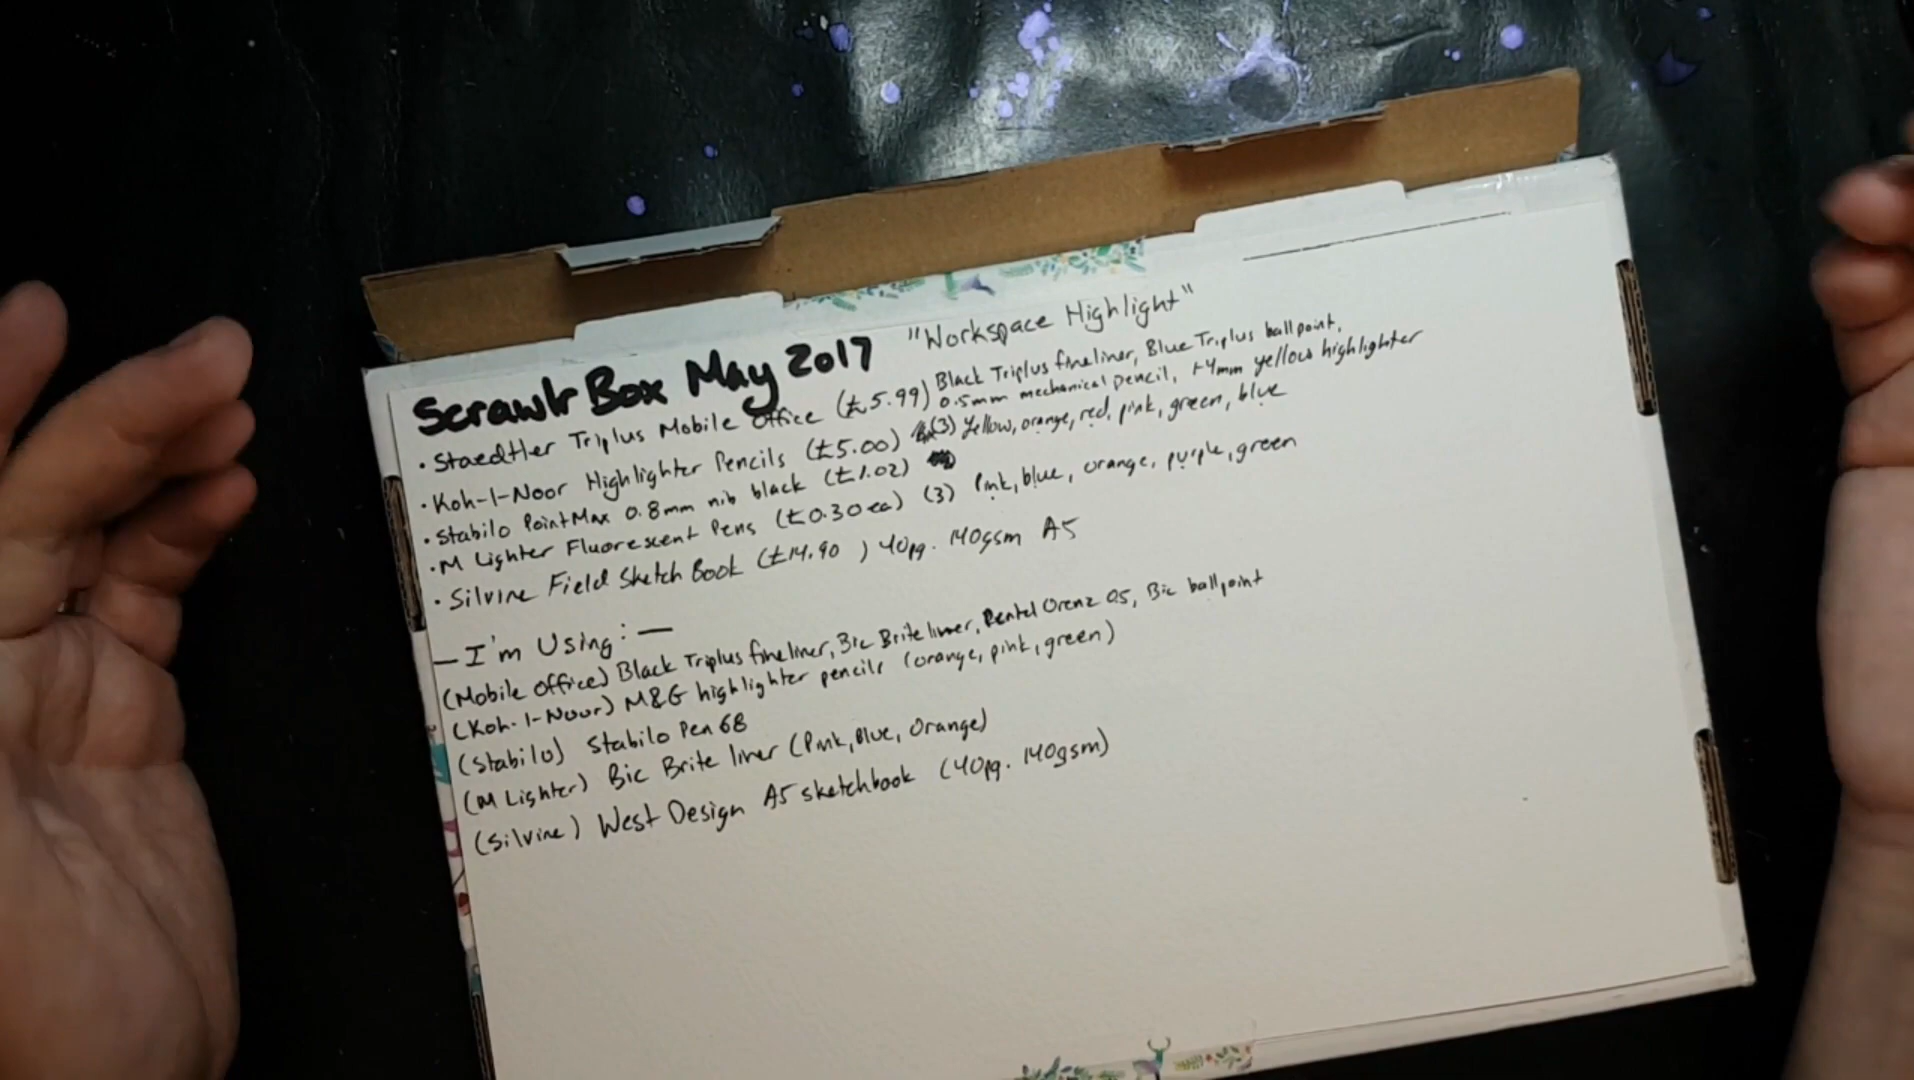 Scrawlr Box May 2017 "Workspace Highlight"
• Staedtler Triplus Mobile Office (£5.99) Black Triplus fineliner, Blue Triplus ballpoint,
0.5mm mechanical pencil, 1-4mm yellow highlighter
• Koh-I-Noor Highlighter Pencils (£5.00) (3) Yellow, orange, red, pink, green, blue
• Stabilo PointMax 0.8mm nib black (£1.02)
• M Lighter Fluorescent Pens (£0.30ea) (3) Pink, blue, orange, purple, green
• Silvine Field Sketch Book (£14.90) 40pg. 140gsm A5
— I'm Using: —
(Mobile Office) Black Triplus fineliner, Bic Brite liner, Pentel Orenz 0.5, Bic ballpoint
(Koh-I-Noor) M&G highlighter pencils (orange, pink, green)
(Stabilo) Stabilo Pen 68
(M Lighter) Bic Brite liner (Pink, Blue, Orange)
(Silvine) West Design A5 sketchbook (40pg. 140gsm)